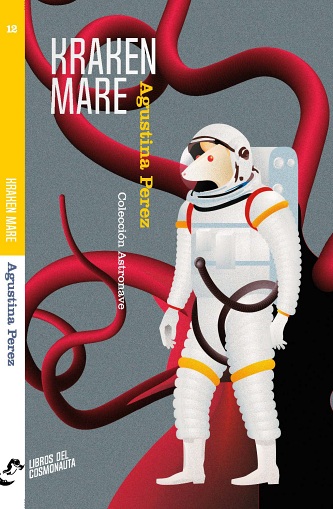 12
KRAKEN MARE
Agustina Perez
LIBROS DEL
COSMONAUTA
KRAKEN
MARE
Agustina Perez
Colección Astronave